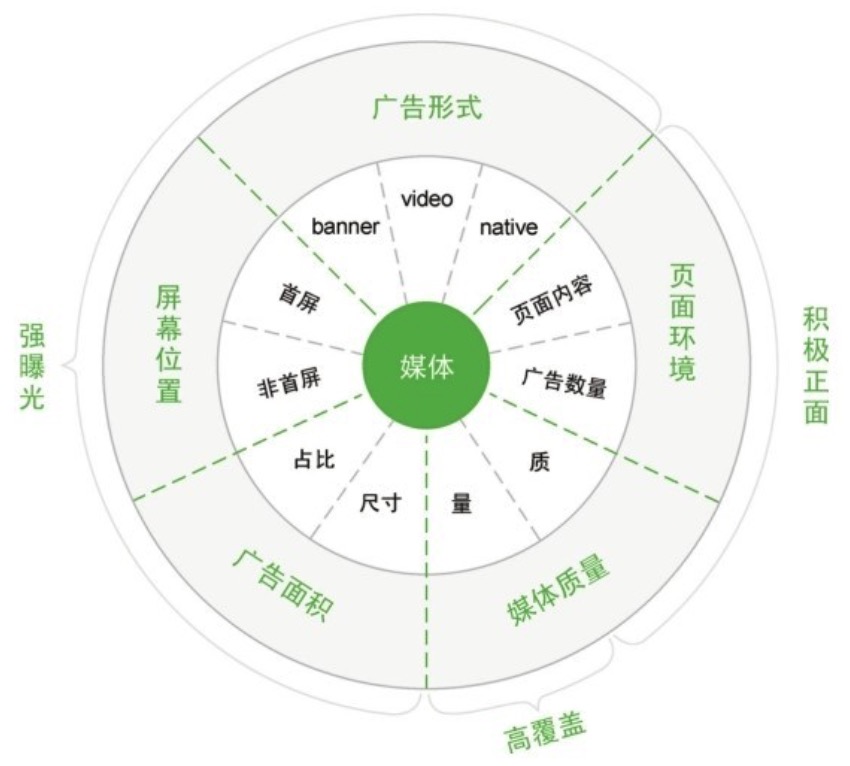 广告形式
video
banner
native
首屏
页面内容
屏幕位置
页面环境
强曝光
积极正面
媒体
非首屏
广告数量
占比
质
尺寸
量
广告面积
媒体质量
高覆盖